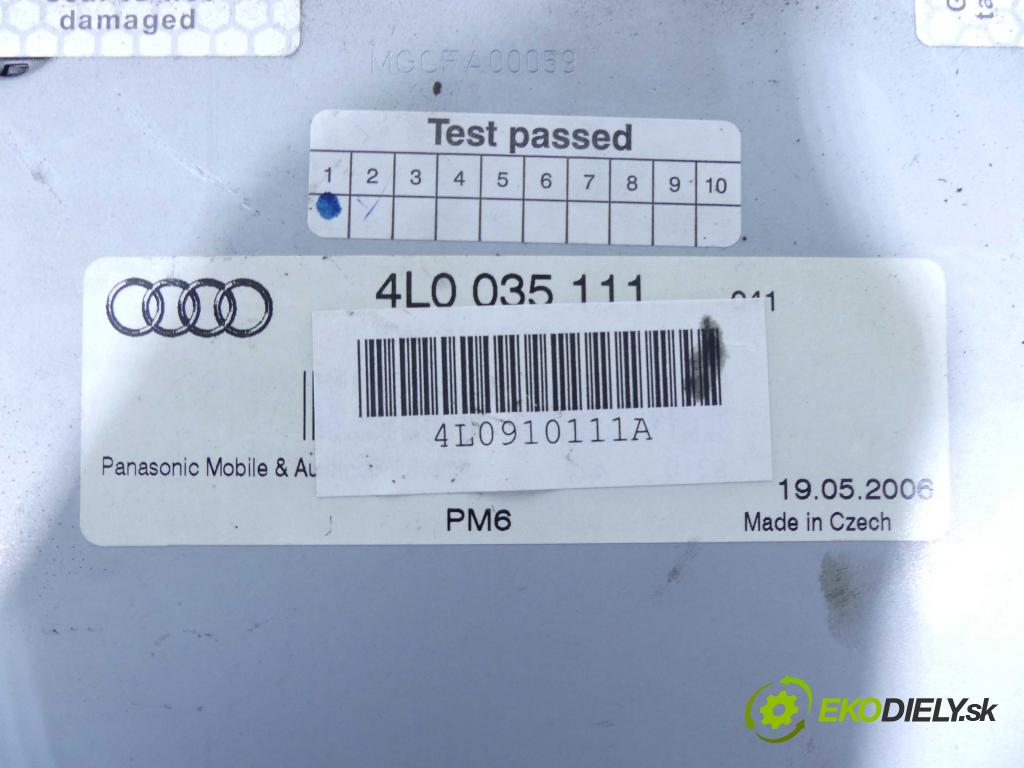 damaged
MGCFA00059
Test passed
1 2 3 4 5 6 7 8 9 10
4L0 035 111 041
4L0910111A
Panasonic Mobile & Au
19.05.2006
PM6
Made in Czech
EKODIELY.sk